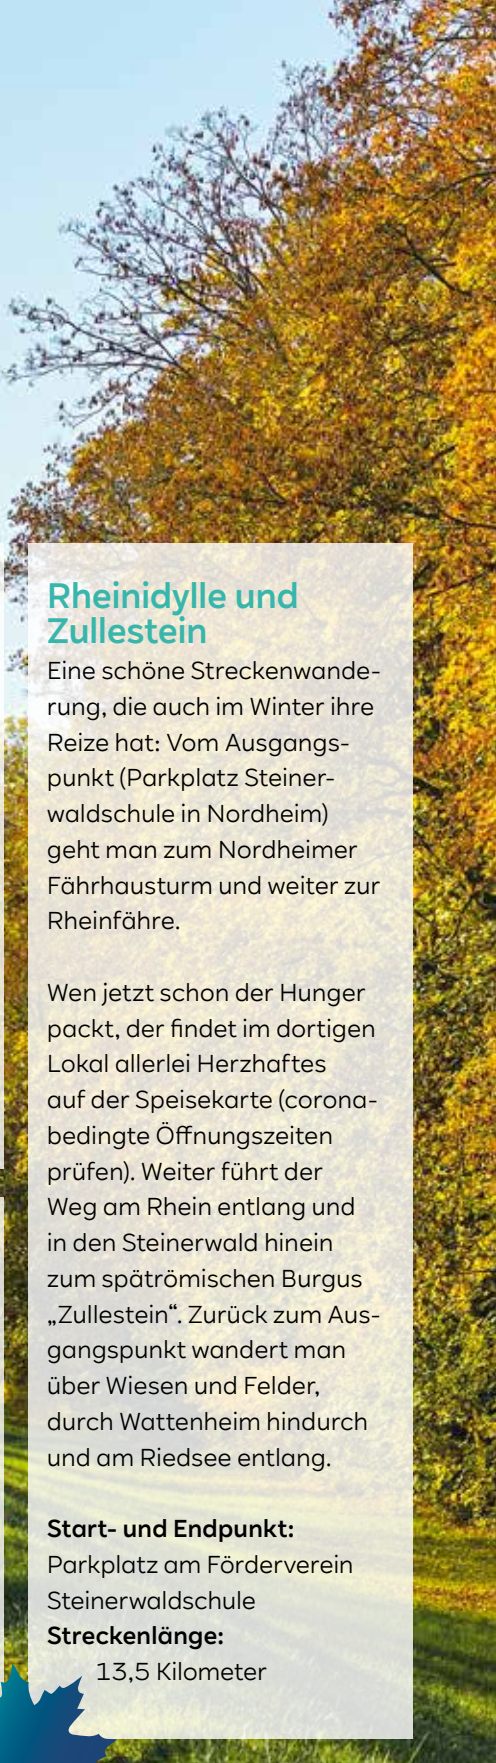 Rheinidylle und
Zullestein
Eine schöne Streckenwande-
rung, die auch im Winter ihre
Reize hat: Vom Ausgangs-
punkt (Parkplatz Steiner-
waldschule in Nordheim)
geht man zum Nordheimer
Fährhausturm und weiter zur
Rheinfähre.
Wen jetzt schon der Hunger
packt, der findet im dortigen
Lokal allerlei Herzhaftes
auf der Speisekarte (corona-
bedingte Öffnungszeiten
prüfen). Weiter führt der
Weg am Rhein entlang und
in den Steinerwald hinein
zum spätrömischen Burgus
„Zullestein“. Zurück zum Aus-
gangspunkt wandert man
über Wiesen und Felder,
durch Wattenheim hindurch
und am Riedsee entlang.
Start- und Endpunkt:
Parkplatz am Förderverein
Steinerwaldschule
Streckenlänge:
13,5 Kilometer